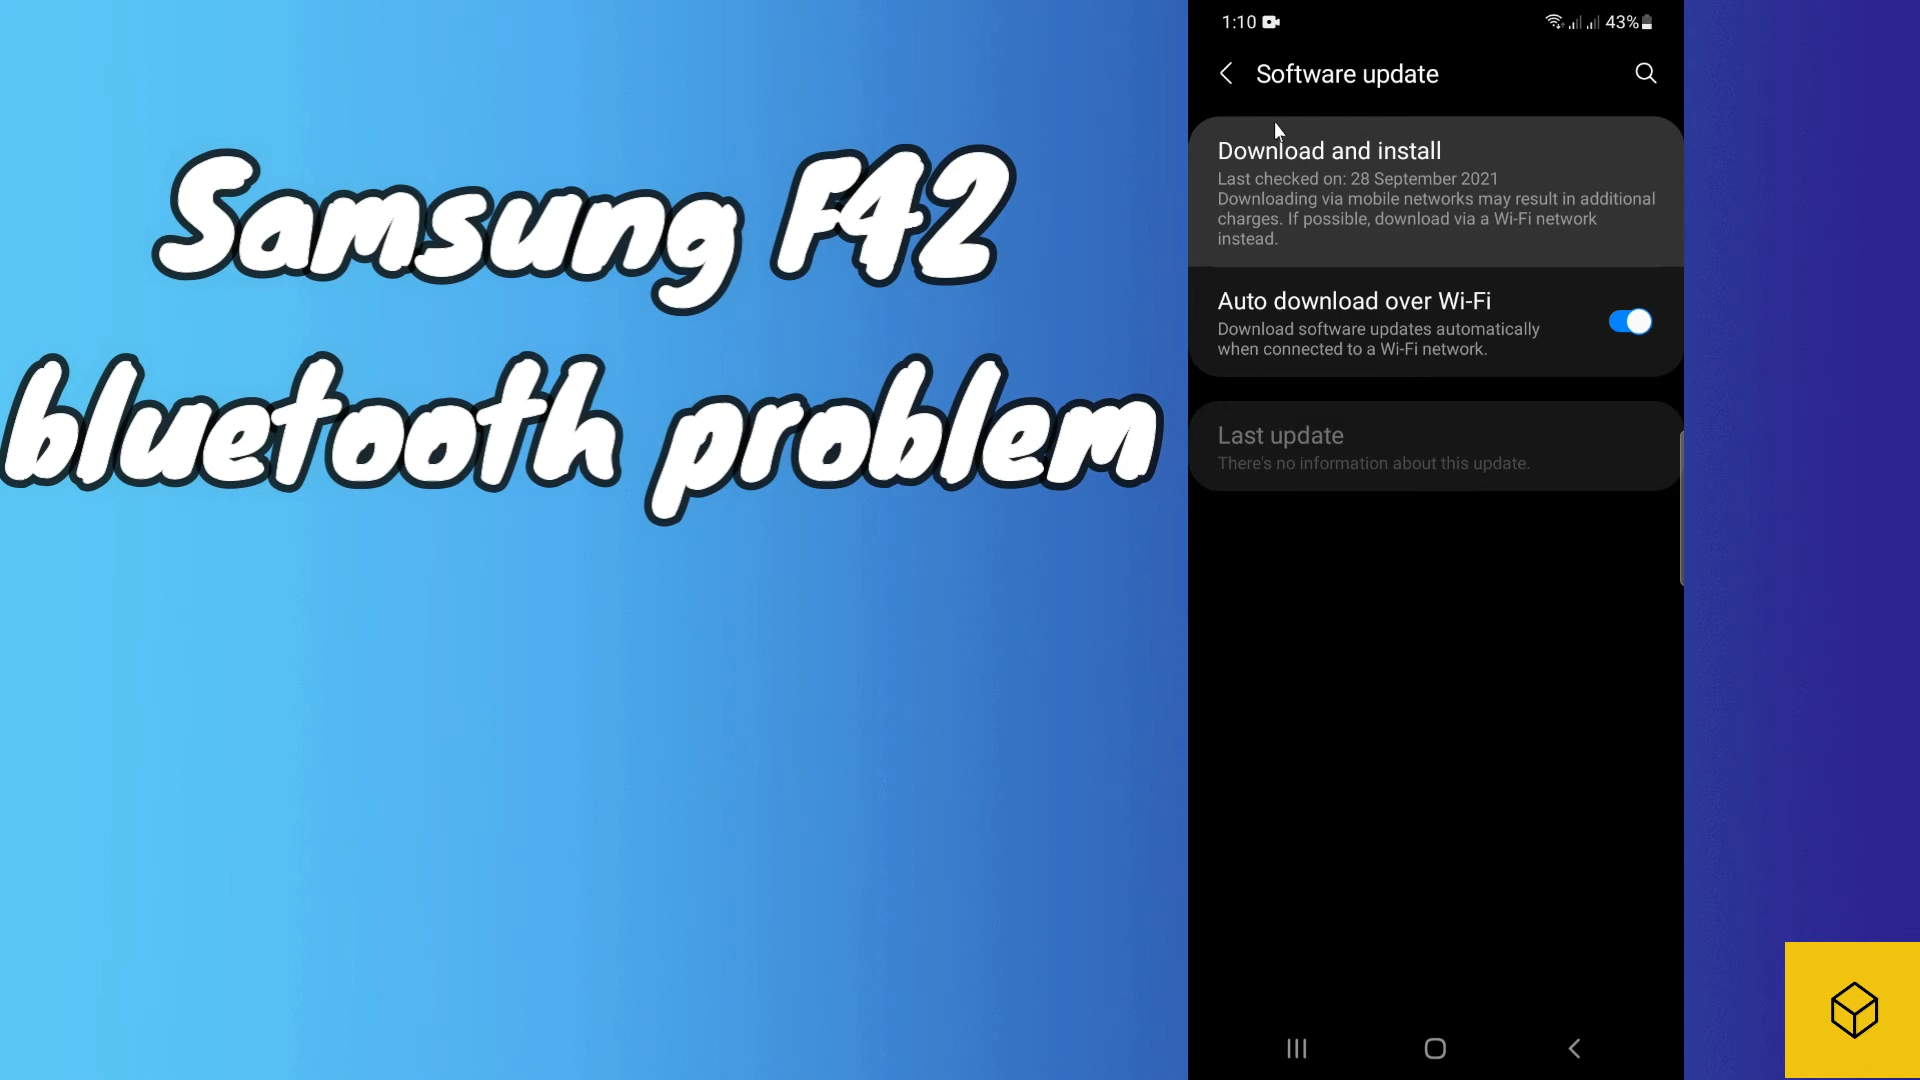 Samsung F42
bluetooth problem
1:10
43%
Software update
Download and install
Last checked on: 28 September 2021
Downloading via mobile networks may result in additional
charges. If possible, download via a Wi-Fi network
instead.
Auto download over Wi-Fi
Download software updates automatically
when connected to a Wi-Fi network.
Last update
There's no information about this update.